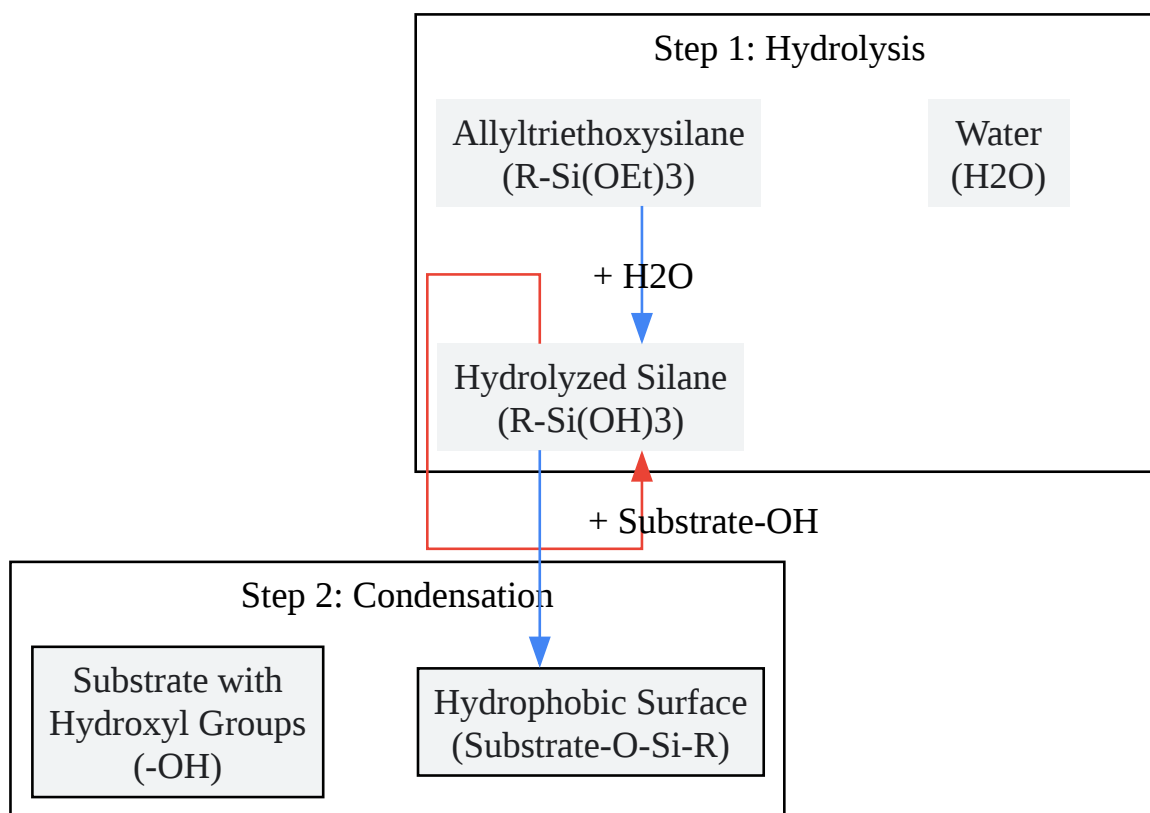 Step 1: Hydrolysis
Allyltriethoxysilane
(R-Si(OEt)3)
Water
(H2O)
+ H2O
Hydrolyzed Silane
(R-Si(OH)3)
+ Substrate-OH
Step 2: Condensation
Substrate with
Hydroxyl Groups
(-OH)
Hydrophobic Surface
(Substrate-O-Si-R)